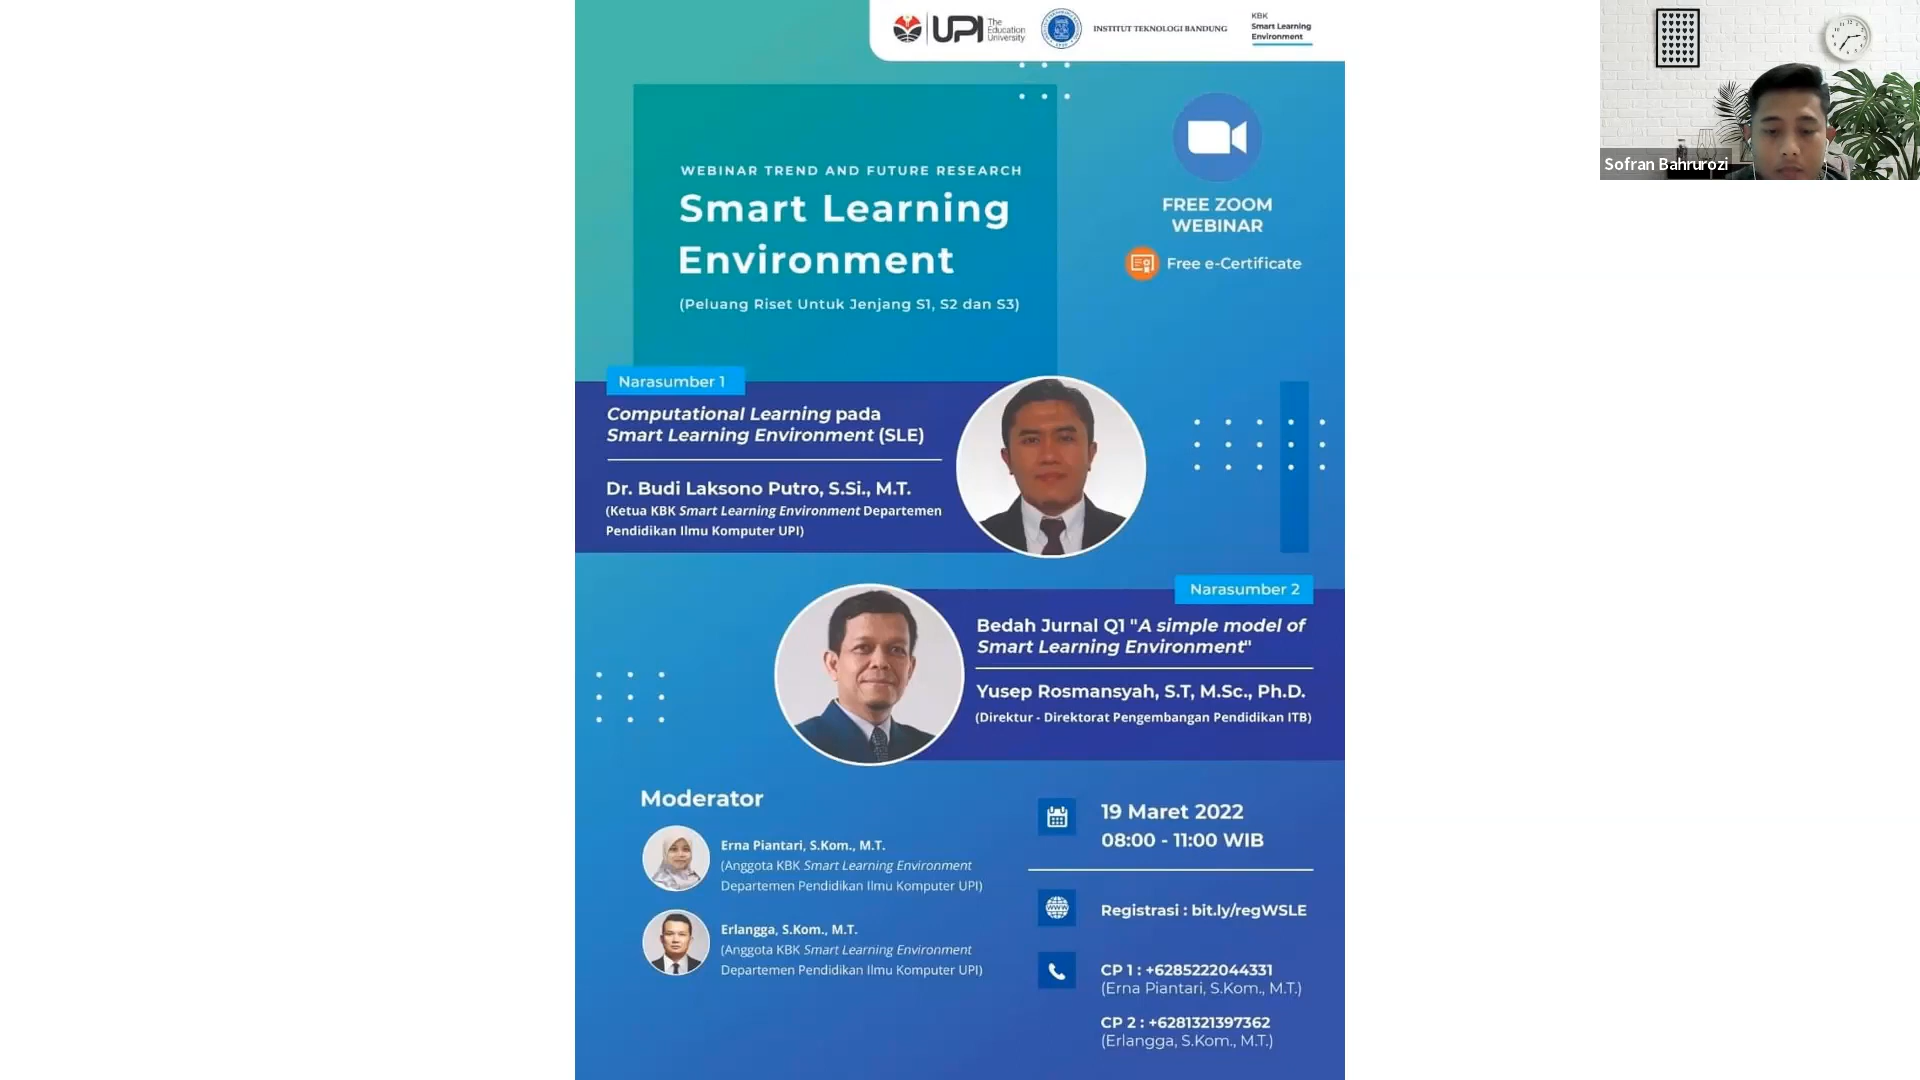 UPI
The
Education
University
INSTITUT TEKNOLOGI BANDUNG
KBK
Smart Learning
Environment
WEBINAR TREND AND FUTURE RESEARCH
Smart Learning
Environment
(Peluang Riset Untuk Jenjang S1, S2 dan S3)
FREE ZOOM
WEBINAR
Free e-Certificate
Narasumber 1
Computational Learning pada
Smart Learning Environment (SLE)
Dr. Budi Laksono Putro, S.Si., M.T.
(Ketua KBK Smart Learning Environment Departemen
Pendidikan Ilmu Komputer UPI)
Narasumber 2
Bedah Jurnal Q1 "A simple model of
Smart Learning Environment"
Yusep Rosmansyah, S.T, M.Sc., Ph.D.
(Direktur - Direktorat Pengembangan Pendidikan ITB)
Moderator
Erna Piantari, S.Kom., M.T.
(Anggota KBK Smart Learning Environment
Departemen Pendidikan Ilmu Komputer UPI)
Erlangga, S.Kom., M.T.
(Anggota KBK Smart Learning Environment
Departemen Pendidikan Ilmu Komputer UPI)
19 Maret 2022
08:00 - 11:00 WIB
WWW
Registrasi : bit.ly/regWSLE
CP 1 : +6285222044331
(Erna Piantari, S.Kom., M.T.)
CP 2 : +6281321397362
(Erlangga, S.Kom., M.T.)
Sofran Bahrurozi